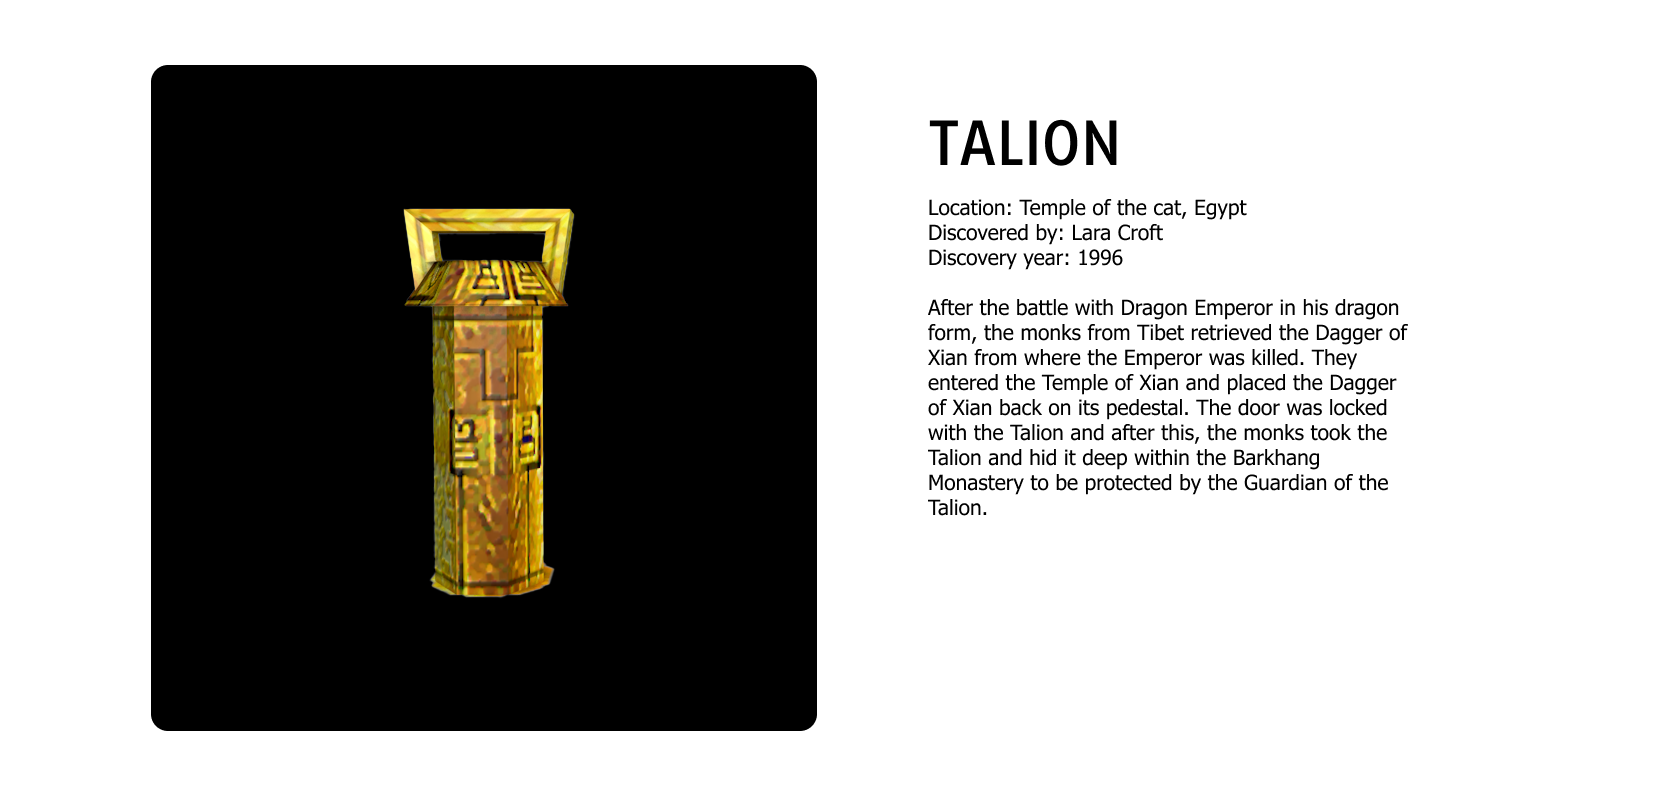 TALION
Location: Temple of the cat, Egypt
Discovered by: Lara Croft
Discovery year: 1996
After the battle with Dragon Emperor in his dragon
form, the monks from Tibet retrieved the Dagger of
Xian from where the Emperor was killed. They
entered the Temple of Xian and placed the Dagger
of Xian back on its pedestal. The door was locked
with the Talion and after this, the monks took the
Talion and hid it deep within the Barkhang
Monastery to be protected by the Guardian of the
Talion.